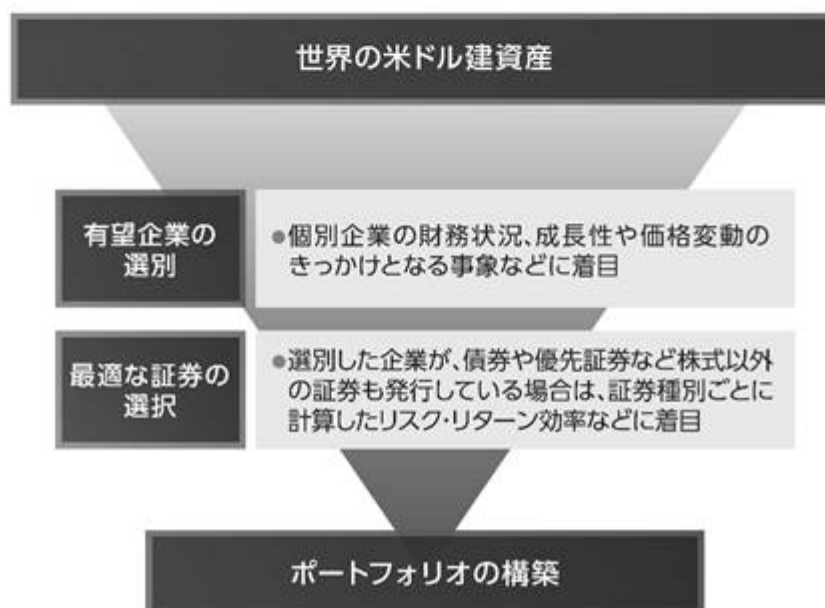 世界の米ドル建資産
有望企業の
選別
●個別企業の財務状況、成長性や価格変動の
きっかけとなる事象などに着目
最適な証券の
選択
●選別した企業が、債券や優先証券など株式以外
の証券も発行している場合は、証券種別ごとに
計算したリスク・リターン効率などに着目
ポートフォリオの構築